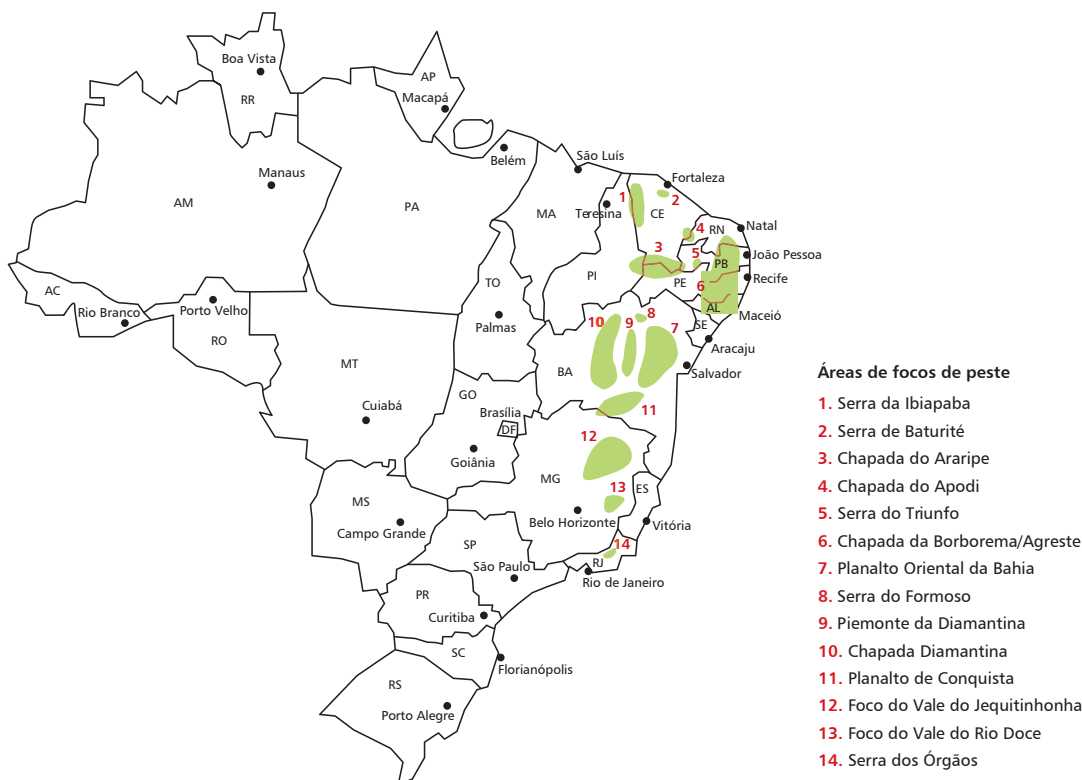 Boa Vista
RR
AP
Macapá
Belém
São Luís
Fortaleza
Manaus
AM
PA
MA
Teresina
1
CE
2
4
RN
Natal
3
5
PB
João Pessoa
PI
PE
6
Recife
AC
Rio Branco
Porto Velho
RO
TO
Palmas
10
9
8
7
AL
Maceió
SE
Aracaju
MT
BA
Salvador
Cuiabá
GO
Brasília
DF
Goiânia
11
12
MG
13
ES
Belo Horizonte
Vitória
MS
Campo Grande
SP
São Paulo
14
RJ
Rio de Janeiro
PR
Curitiba
SC
Florianópolis
RS
Porto Alegre
Áreas de focos de peste
1. Serra da Ibiapaba
2. Serra de Baturité
3. Chapada do Araripe
4. Chapada do Apodi
5. Serra do Triunfo
6. Chapada da Borborema/Agreste
7. Planalto Oriental da Bahia
8. Serra do Formoso
9. Piemonte da Diamantina
10. Chapada Diamantina
11. Planalto de Conquista
12. Foco do Vale do Jequitinhonha
13. Foco do Vale do Rio Doce
14. Serra dos Órgãos